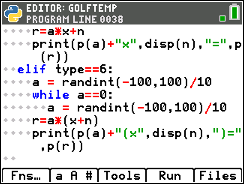 EDITOR: GOLFTEMP
PROGRAM LINE 0038
r=a*x+n
print(p(a)+"x",disp(n),"=",p
(r))
elif type==6:
a = randint(-100,100)/10
while a==0:
a = randint(-100,100)/10
r=a*(x+n)
print(p(a)+"(x",disp(n),")="
,p(r))
Fns… a A # Tools Run Files